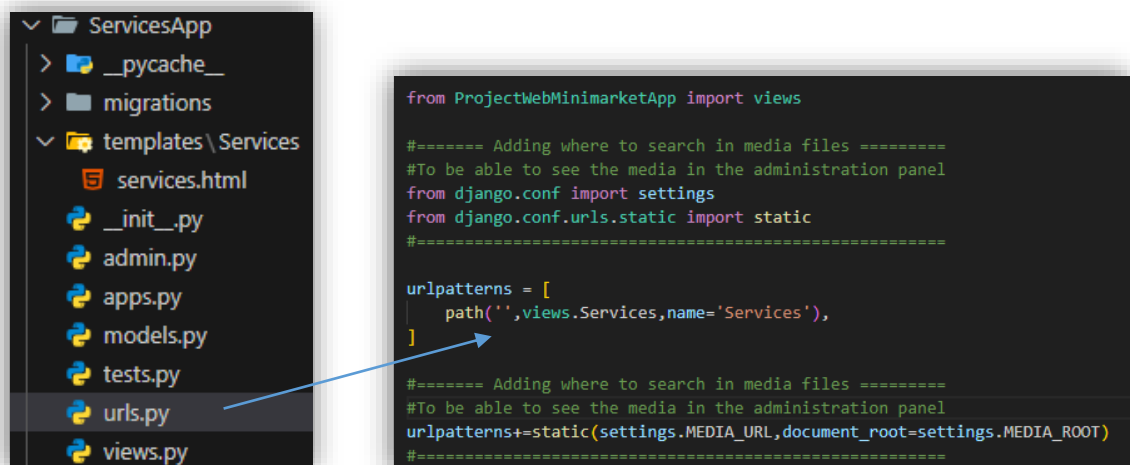 ServicesApp
__pycache__
migrations
templates\Services
services.html
__init__.py
admin.py
apps.py
models.py
tests.py
urls.py
views.py
from ProjectWebMinimarketApp import views
#======= Adding where to search in media files =========
#To be able to see the media in the administration panel
from django.conf import settings
from django.conf.urls.static import static
#=======================================================
urlpatterns = [
    path('',views.Services,name='Services'),
]
#======= Adding where to search in media files =========
#To be able to see the media in the administration panel
urlpatterns+=static(settings.MEDIA_URL,document_root=settings.MEDIA_ROOT)
#=======================================================